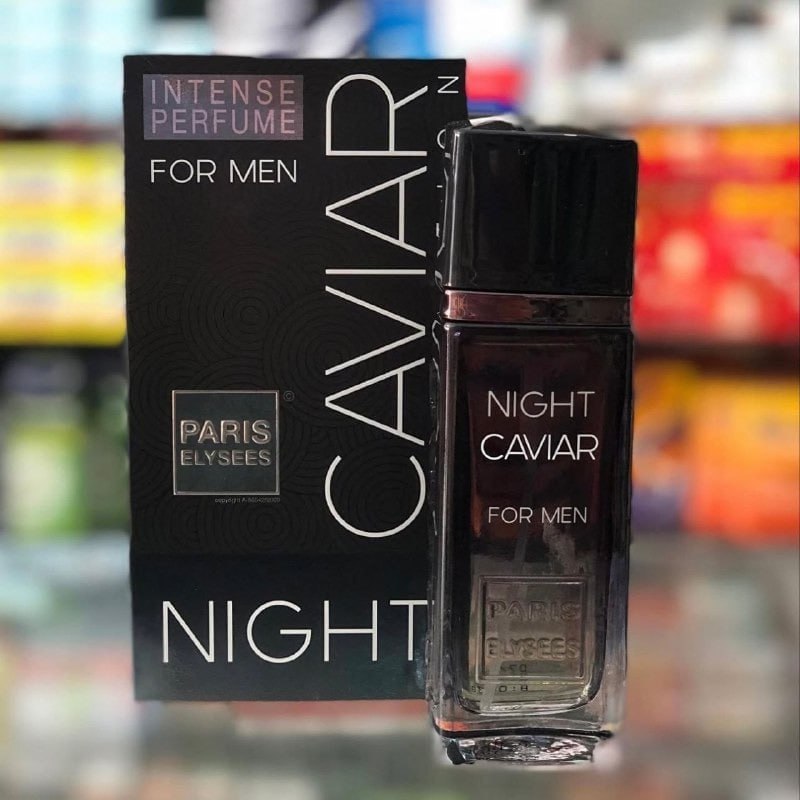 INTENSE
PERFUME
FOR MEN
CAVIAR
PARIS
ELYSEES
©
NIGHT
N
NIGHT
CAVIAR
FOR MEN
PARIS
ELYSEES